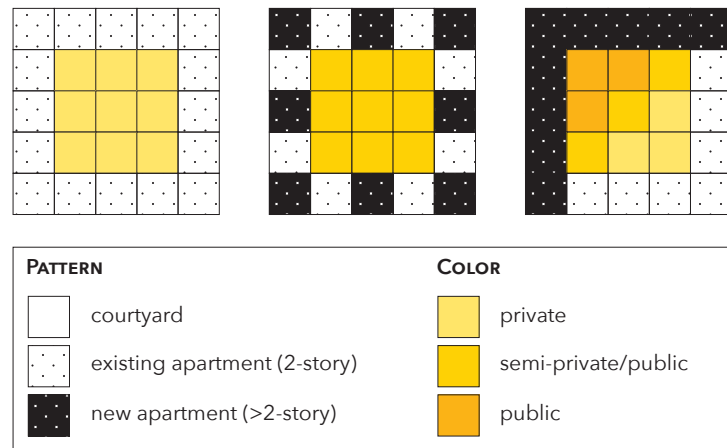 PATTERN
COLOR
courtyard
private
existing apartment (2-story)
semi-private/public
new apartment (>2-story)
public